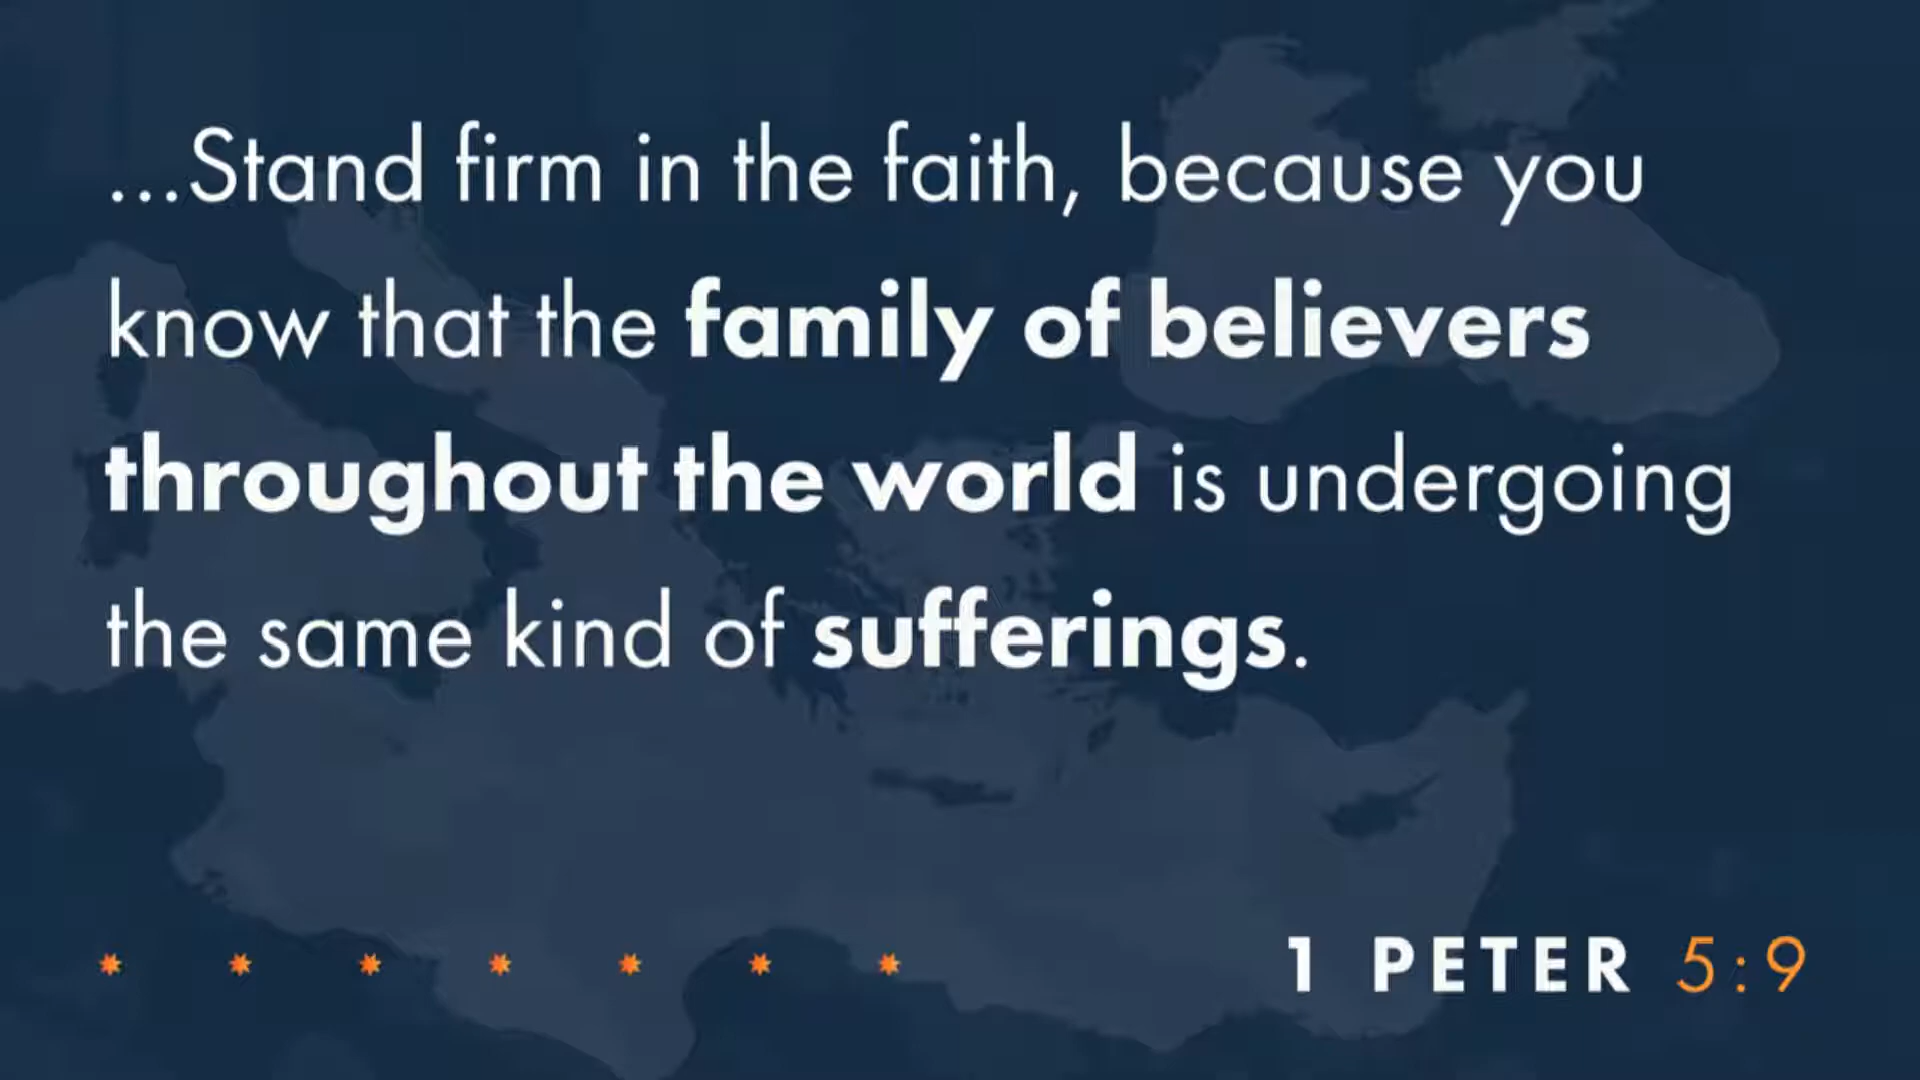 ...Stand firm in the faith, because you
know that the family of believers
throughout the world is undergoing
the same kind of sufferings.
1 PETER 5:9